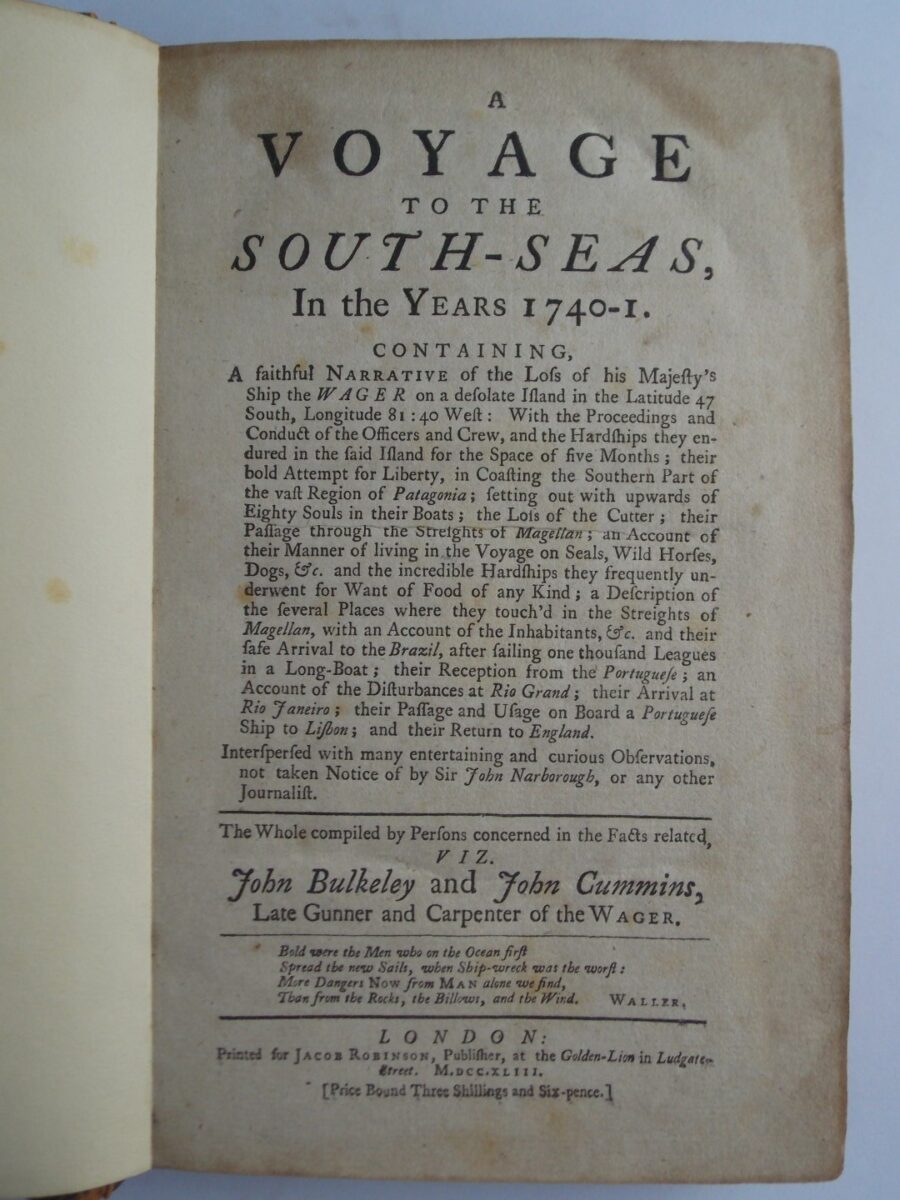 A
VOYAGE
TO THE
SOUTH-SEAS,
In the YEARS 1740-1.
CONTAINING,
A faithful NARRATIVE of the Loſs of his Majeſty's
Ship the WAGER on a deſolate Iſland in the Latitude 47
South, Longitude 81 : 40 Weſt : With the Proceedings and
Conduct of the Officers and Crew, and the Hardſhips they en-
dured in the ſaid Iſland for the Space of five Months ; their
bold Attempt for Liberty, in Coaſting the Southern Part of
the vaſt Region of Patagonia ; ſetting out with upwards of
Eighty Souls in their Boats ; the Loſs of the Cutter ; their
Paſſage through the Streights of Magellan ; an Account of
their Manner of living in the Voyage on Seals, Wild Horſes,
Dogs, &c. and the incredible Hardſhips they frequently un-
derwent for Want of Food of any Kind ; a Deſcription of
the ſeveral Places where they touch'd in the Streights of
Magellan, with an Account of the Inhabitants, &c. and their
ſafe Arrival to the Brazil, after ſailing one thouſand Leagues
in a Long-Boat ; their Reception from the Portugueſe ; an
Account of the Diſturbances at Rio Grand ; their Arrival at
Rio Janeiro ; their Paſſage and Uſage on Board a Portugueſe
Ship to Liſbon ; and their Return to England.
Interſperſed with many entertaining and curious Obſervations,
not taken Notice of by Sir John Narborough, or any other
Journaliſt.
The Whole compiled by Perſons concerned in the Facts related,
VIZ.
John Bulkeley and John Cummins,
Late Gunner and Carpenter of the WAGER.
Bold were the Men who on the Ocean firſt
Spread the new Sails, when Ship-wreck was the worſt :
More Dangers NOW from MAN alone we find,
Than from the Rocks, the Billows, and the Wind. WALLER.
LONDON:
Printed for JACOB ROBINSON, Publiſher, at the Golden-Lion in Ludgate-
Street. M.DCC.XLIII.
[Price Bound Three Shillings and Six-pence.]